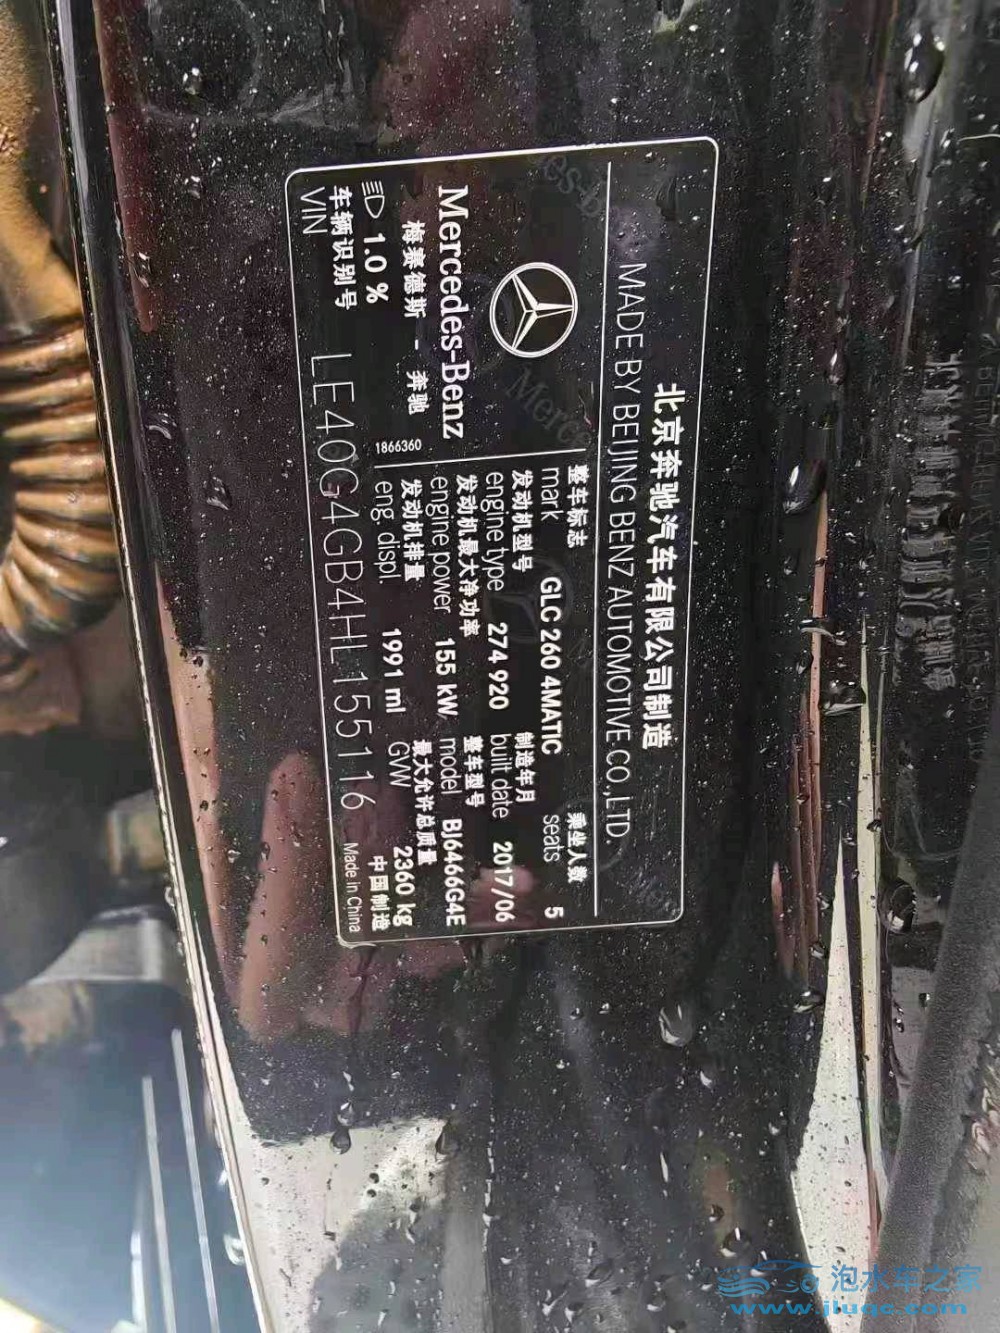 北京奔驰汽车有限公司制造
MADE BY BEIJING BENZ AUTOMOTIVE CO.,LTD.
Mercedes-Benz
梅赛德斯 - 奔驰
1.0 %
1866360
整车标志 乘坐人数
mark GLC 260 4MATIC seats 5
发动机型号 制造年月
engine type 274 920 built date 2017/06
发动机最大净功率 整车型号
engine power 155 kW model BJ6466G4E
发动机排量 最大允许总质量
eng. displ. 1991 ml GVW 2360 kg
中国制造
车辆识别号
VIN LE40G4GB4HL155116 Made in China
泡水车之家
www.jluqc.com